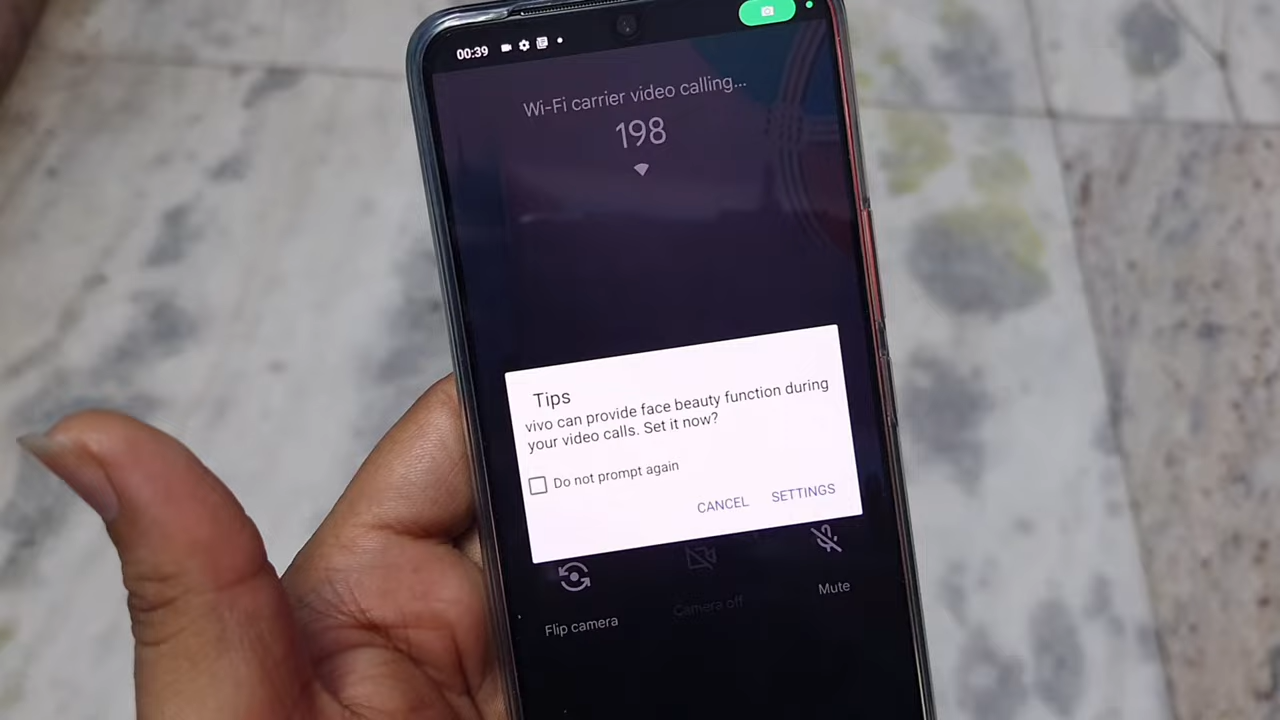 00:39
Wi-Fi carrier video calling...
198
Tips
vivo can provide face beauty function during
your video calls. Set it now?
Do not prompt again
CANCEL SETTINGS
Flip camera
Camera off
Mute